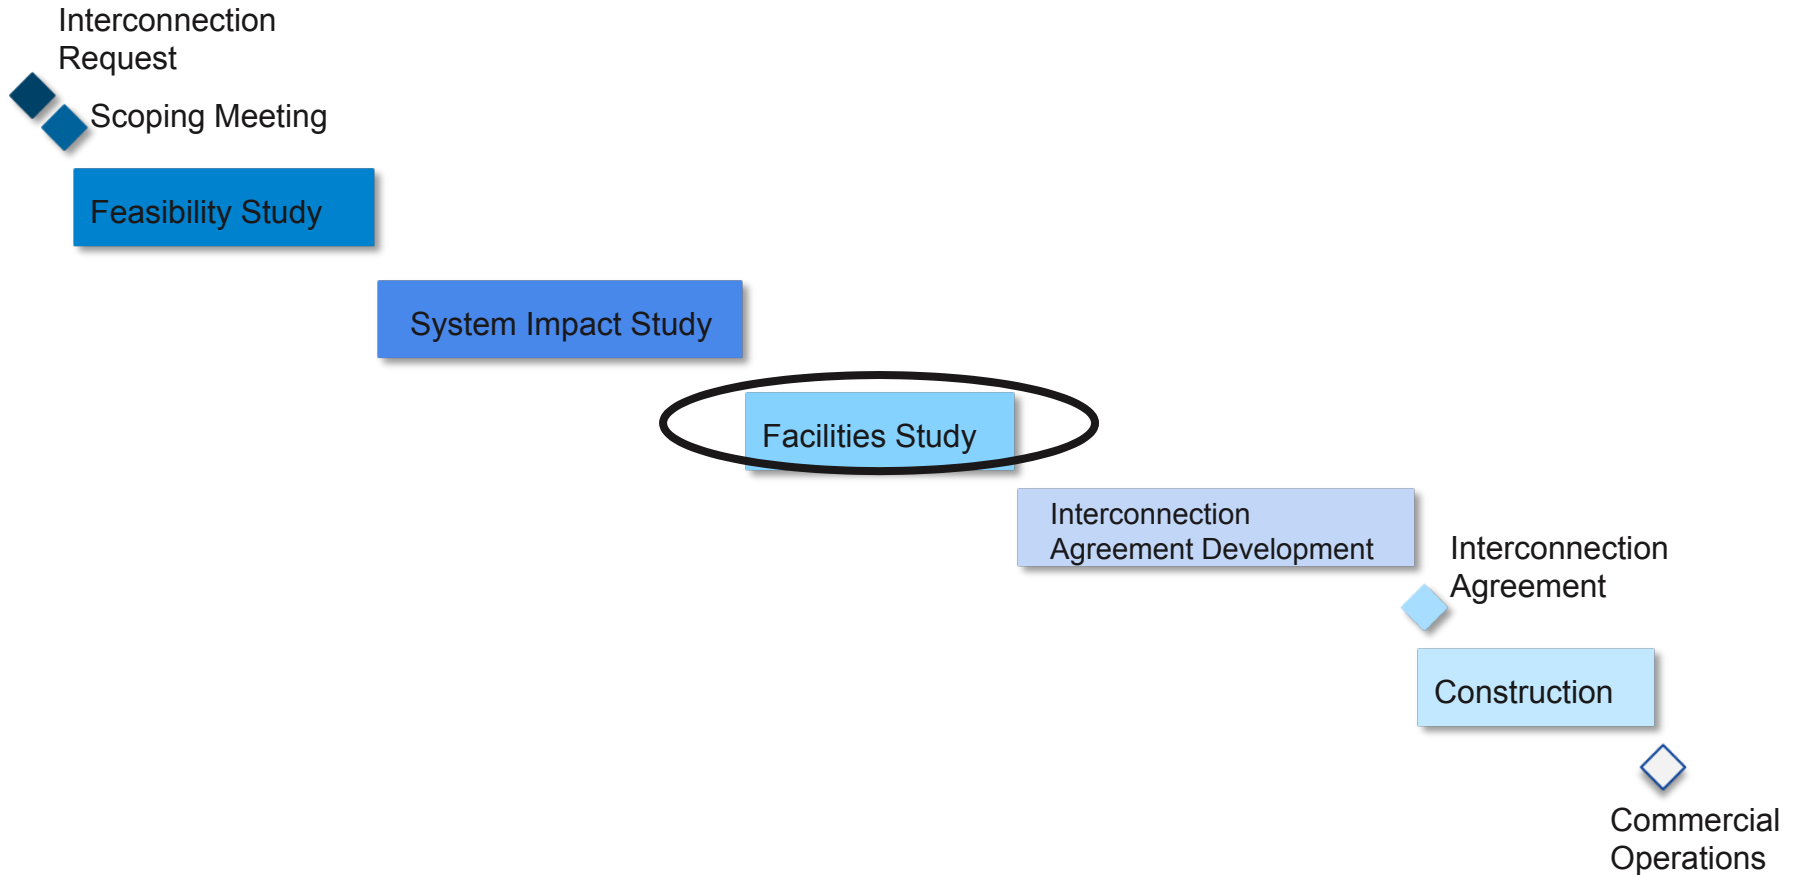 Interconnection
Request
Scoping Meeting
Feasibility Study
System Impact Study
Facilities Study
Interconnection
Agreement Development
Interconnection
Agreement
Construction
Commercial
Operations